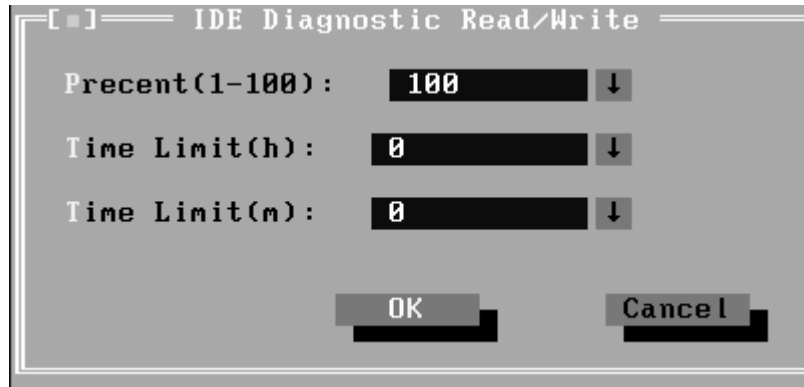 [■] IDE Diagnostic Read/Write
Precent(1-100): 100 ↓
Time Limit(h): 0 ↓
Time Limit(m): 0 ↓
OK Cancel